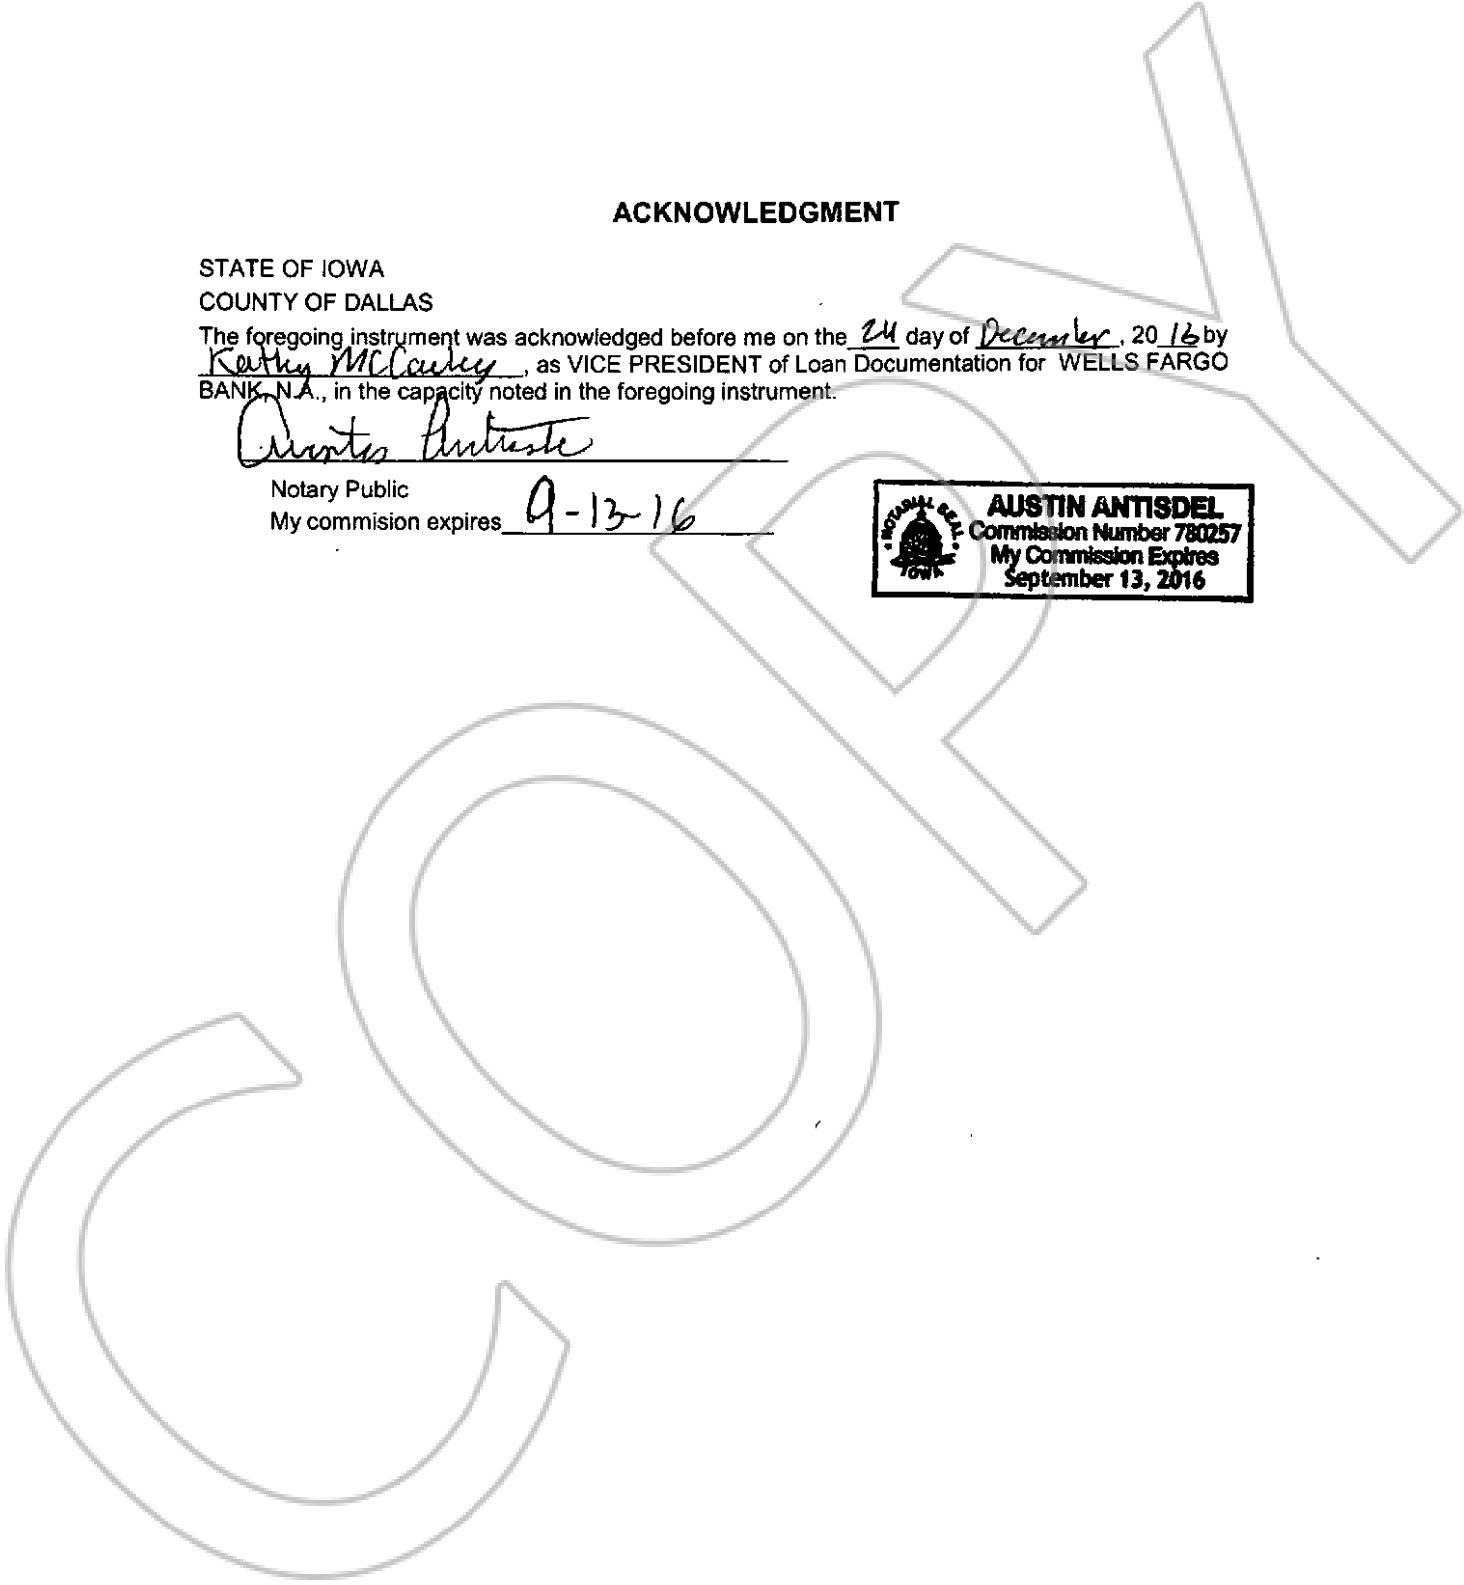 ACKNOWLEDGMENT
STATE OF IOWA
COUNTY OF DALLAS
The foregoing instrument was acknowledged before me on the 24 day of December, 20 by
Kathy McCauley, as VICE PRESIDENT of Loan Documentation for WELLS FARGO
BANK, N.A., in the capacity noted in the foregoing instrument.
Notary Public
My commision expires 9-13-16
NOTARIAL SEAL
IOWA
AUSTIN ANTISDEL
Commission Number 780257
My Commission Expires
September 13, 2016
COPY